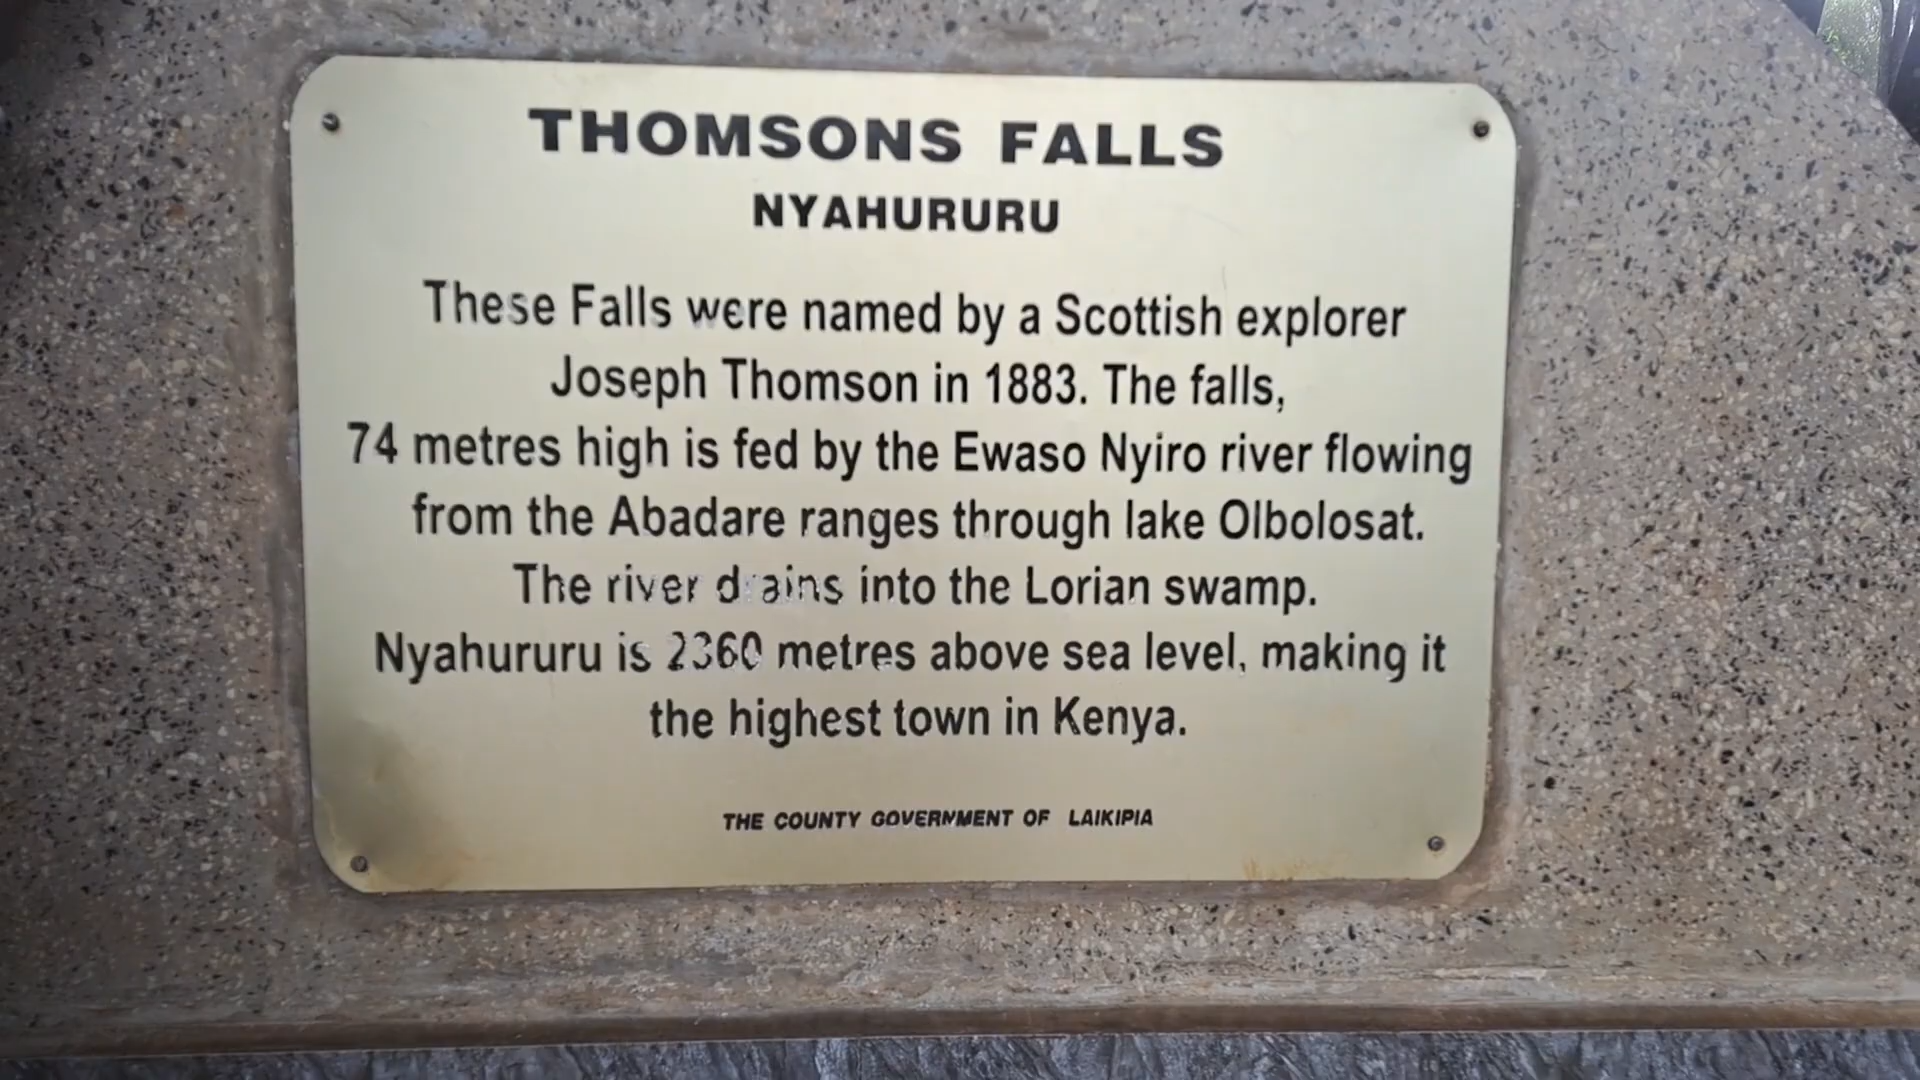 THOMSONS FALLS
NYAHURURU
These Falls were named by a Scottish explorer
Joseph Thomson in 1883. The falls,
74 metres high is fed by the Ewaso Nyiro river flowing
from the Abadare ranges through lake Olbolosat.
The river drains into the Lorian swamp.
Nyahururu is 2360 metres above sea level, making it
the highest town in Kenya.
THE COUNTY GOVERNMENT OF LAIKIPIA